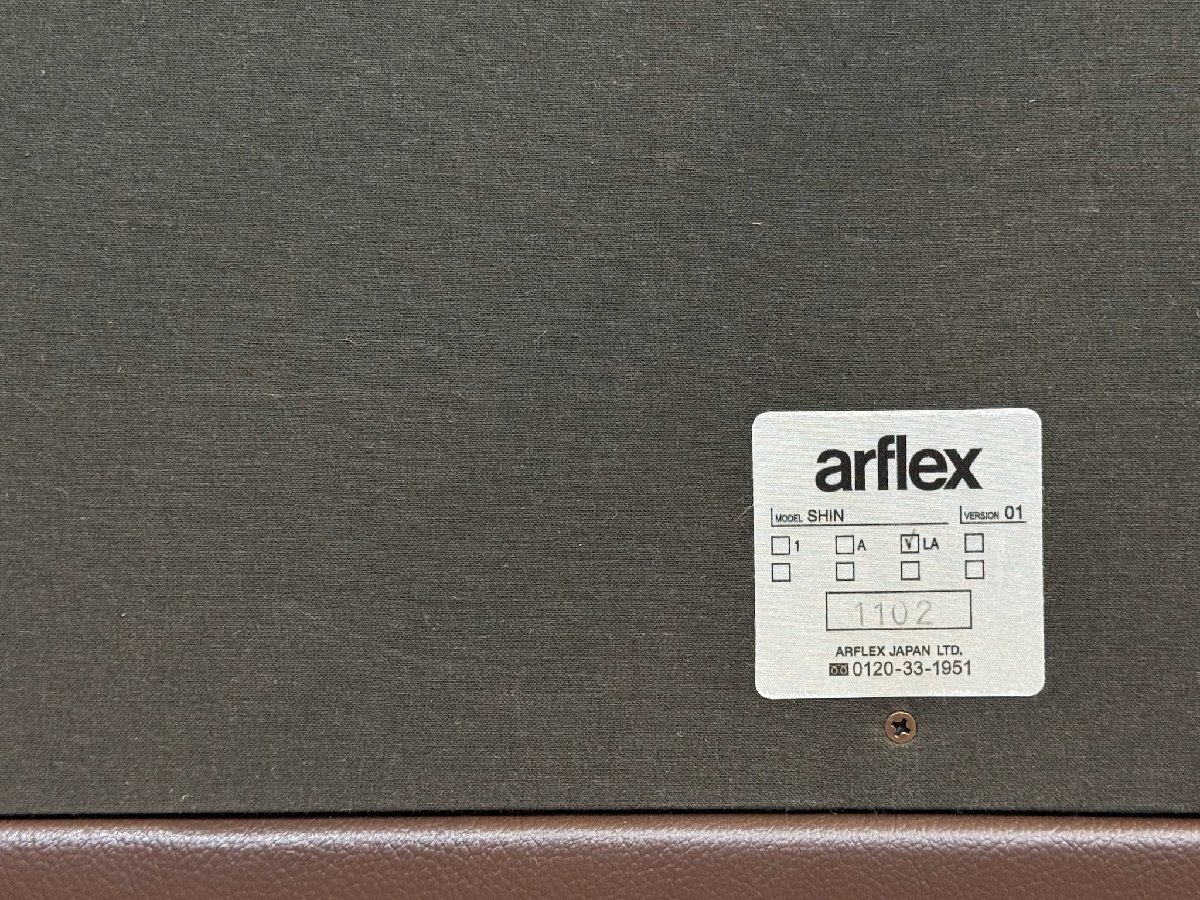 arflex
MODEL SHIN VERSION 01
1 A LA
1102
ARFLEX JAPAN LTD.
0120-33-1951